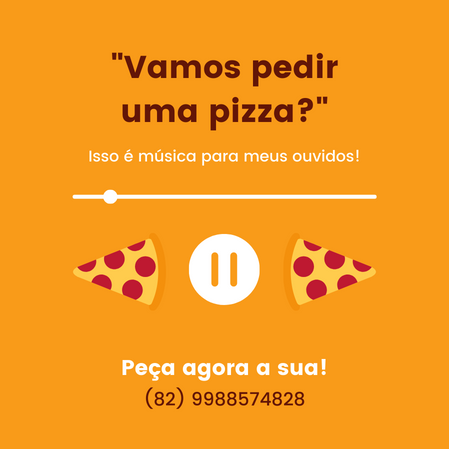 "Vamos pedir
uma pizza?"
Isso é música para meus ouvidos!
Peça agora a sua!
(82) 9988574828